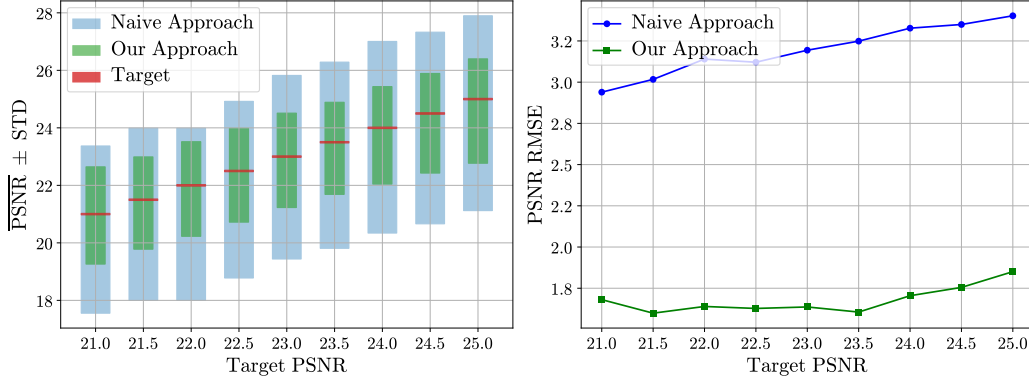 28
26
24
22
20
18
PSNR ± STD
Naive Approach
Our Approach
Target
21.0 21.5 22.0 22.5 23.0 23.5 24.0 24.5 25.0
Target PSNR
3.2
3.0
2.8
2.5
2.2
2.0
1.8
PSNR RMSE
Naive Approach
Our Approach
21.0 21.5 22.0 22.5 23.0 23.5 24.0 24.5 25.0
Target PSNR